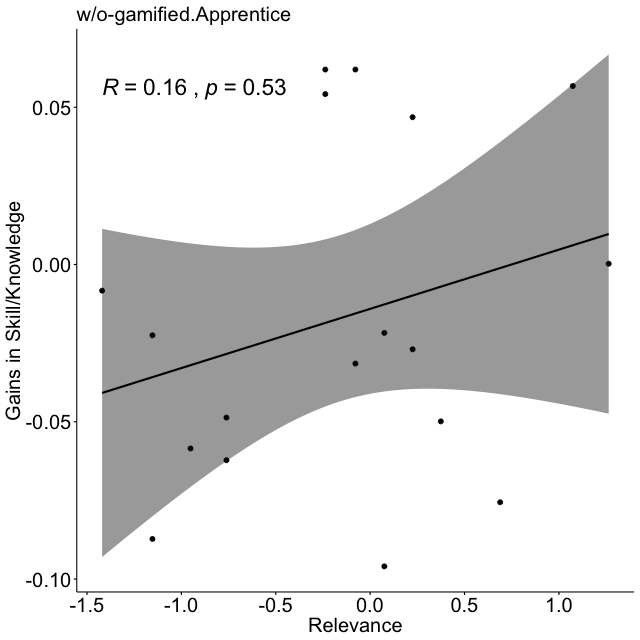 w/o-gamified.Apprentice
R = 0.16 , p = 0.53
Gains in Skill/Knowledge
0.05
0.00
-0.05
-0.10
-1.5 -1.0 -0.5 0.0 0.5 1.0
Relevance